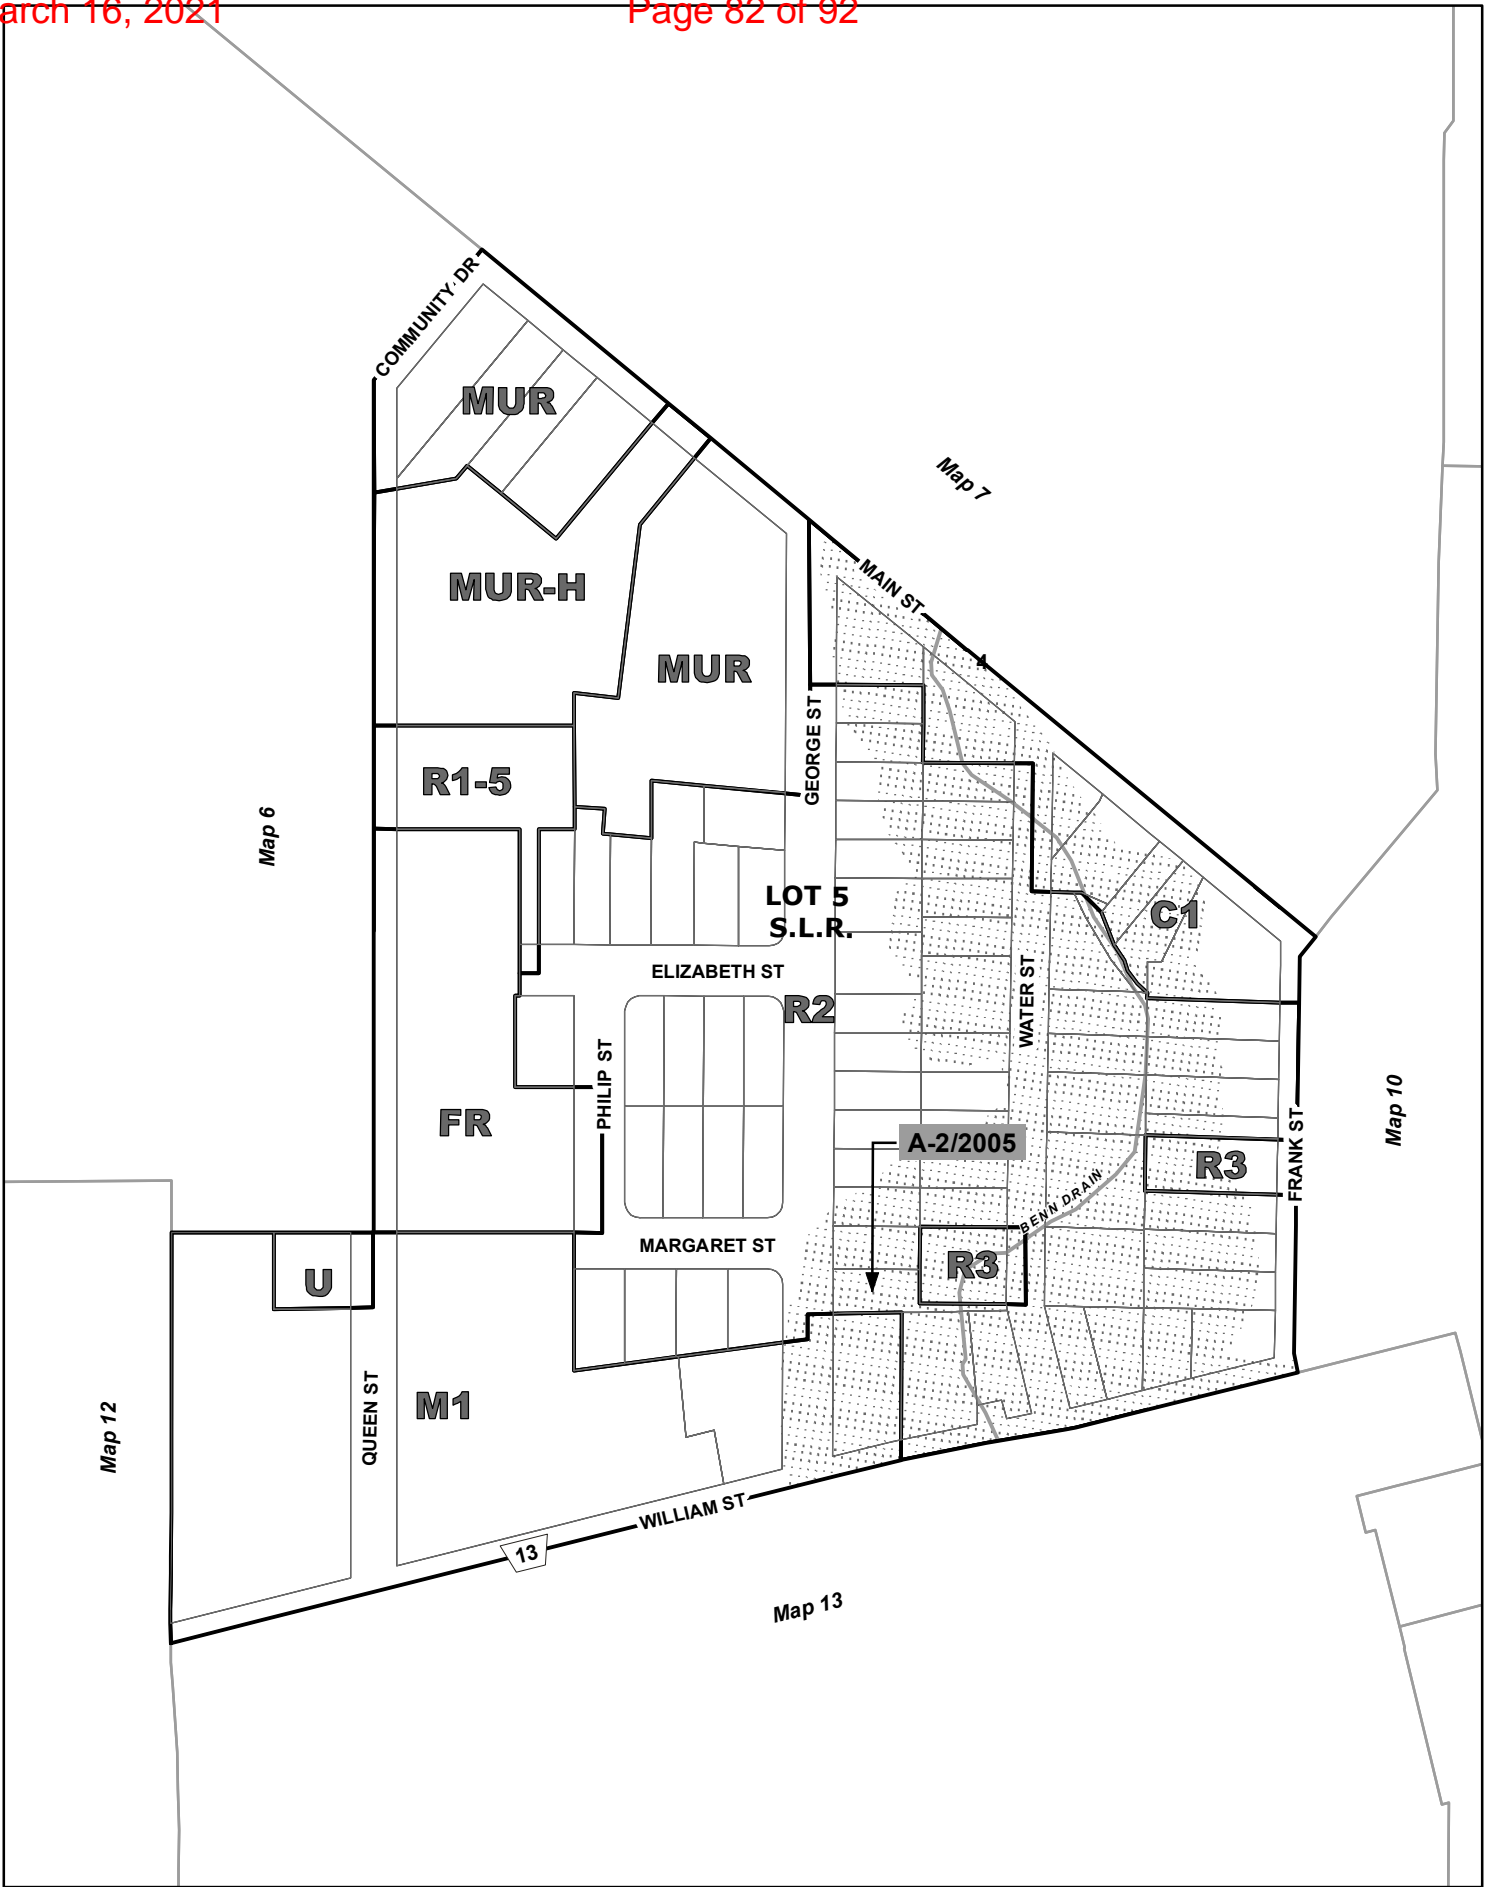 arch 16, 2021
Page 82 of 92
COMMUNITY DR
MUR
Map 7
MUR-H
MAIN ST
4
MUR
GEORGE ST
R1-5
Map 6
LOT 5
S.L.R.
C1
ELIZABETH ST
WATER ST
R2
PHILIP ST
FR
Map 10
A-2/2005
FRANK ST
R3
BENN DRAIN
MARGARET ST
R3
U
QUEEN ST
M1
Map 12
WILLIAM ST
13
Map 13